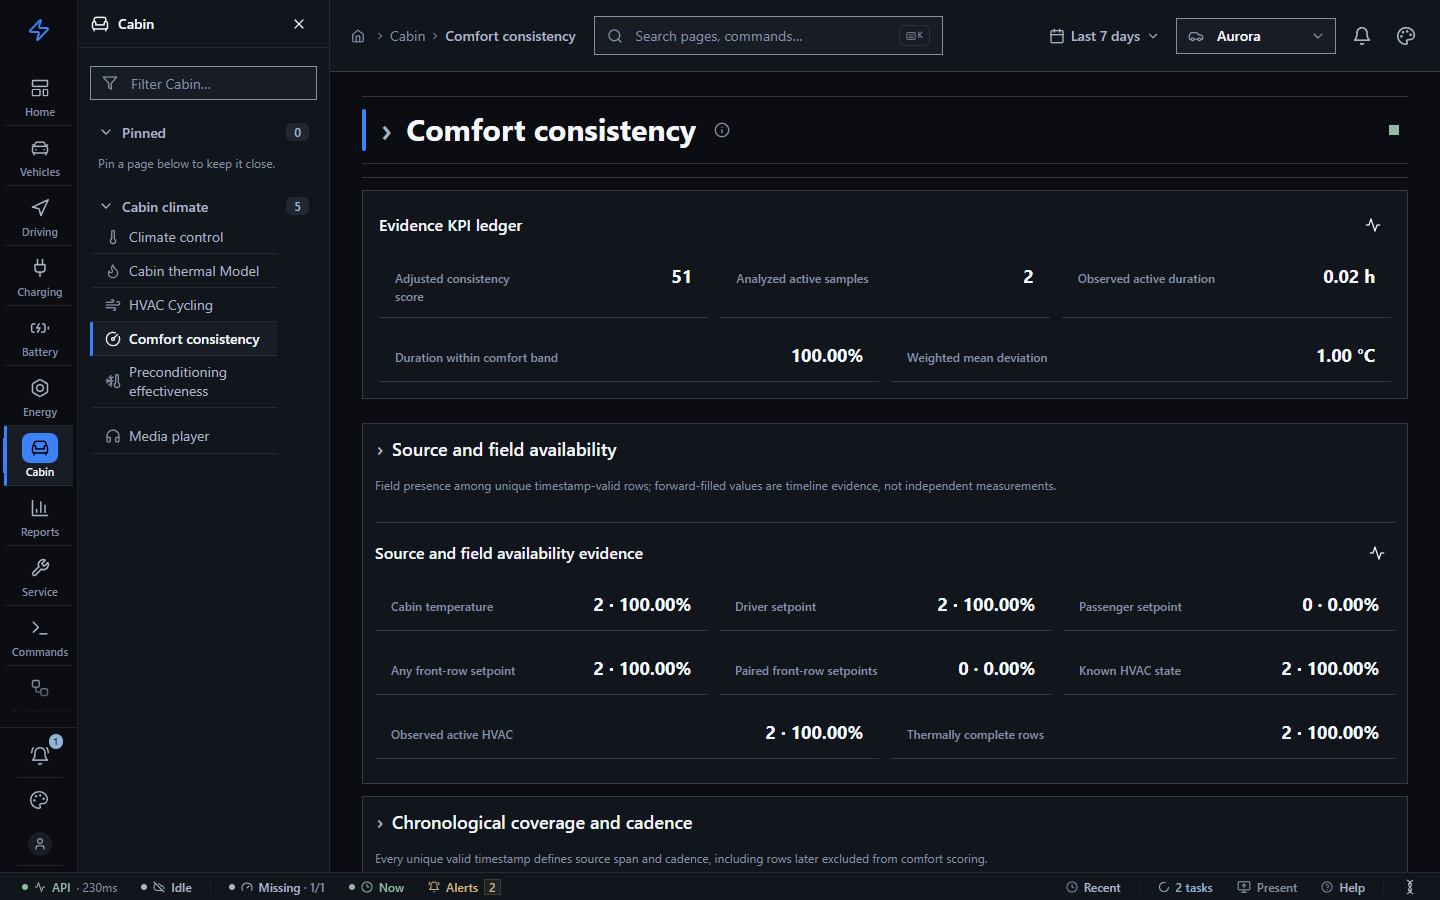 Home
Vehicles
Driving
Charging
Battery
Energy
Cabin
Reports
Service
Commands
1
Cabin
Filter Cabin...
Pinned
0
Pin a page below to keep it close.
Cabin climate
5
Climate control
Cabin thermal Model
HVAC Cycling
Comfort consistency
Preconditioning
effectiveness
Media player
Cabin
Comfort consistency
Search pages, commands...
K
Last 7 days
Aurora
Comfort consistency
Evidence KPI ledger
Adjusted consistency
score
51
Analyzed active samples
2
Observed active duration
0.02 h
Duration within comfort band
100.00%
Weighted mean deviation
1.00 °C
Source and field availability
Field presence among unique timestamp-valid rows; forward-filled values are timeline evidence, not independent measurements.
Source and field availability evidence
Cabin temperature
2 · 100.00%
Driver setpoint
2 · 100.00%
Passenger setpoint
0 · 0.00%
Any front-row setpoint
2 · 100.00%
Paired front-row setpoints
0 · 0.00%
Known HVAC state
2 · 100.00%
Observed active HVAC
2 · 100.00%
Thermally complete rows
2 · 100.00%
Chronological coverage and cadence
Every unique valid timestamp defines source span and cadence, including rows later excluded from comfort scoring.
API · 230ms
Idle
Missing · 1/1
Now
Alerts 2
Recent
2 tasks
Present
Help